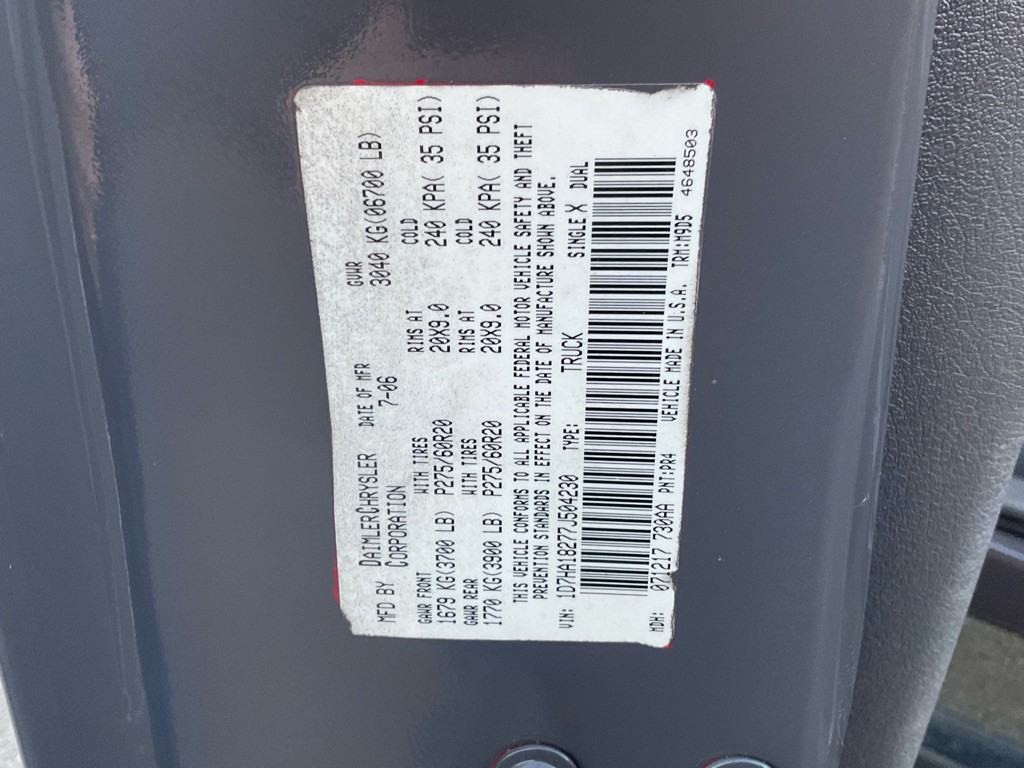 MFD BY DAIMLERCHRYSLER DATE OF MFR GVWR
CORPORATION 7-06 3040 KG(06700 LB)
GAWR FRONT WITH TIRES RIMS AT COLD
1679 KG(3700 LB) P275/60R20 20X9.0 240 KPA( 35 PSI)
GAWR REAR WITH TIRES RIMS AT COLD
1770 KG(3900 LB) P275/60R20 20X9.0 240 KPA( 35 PSI)
THIS VEHICLE CONFORMS TO ALL APPLICABLE FEDERAL MOTOR VEHICLE SAFETY AND THEFT
PREVENTION STANDARDS IN EFFECT ON THE DATE OF MANUFACTURE SHOWN ABOVE.
VIN: 1D7HA18277J504230 TYPE: TRUCK SINGLE X DUAL
MDH: 071217 730AA PNT:PR4 VEHICLE MADE IN U.S.A. TRM:M9D5 4648503